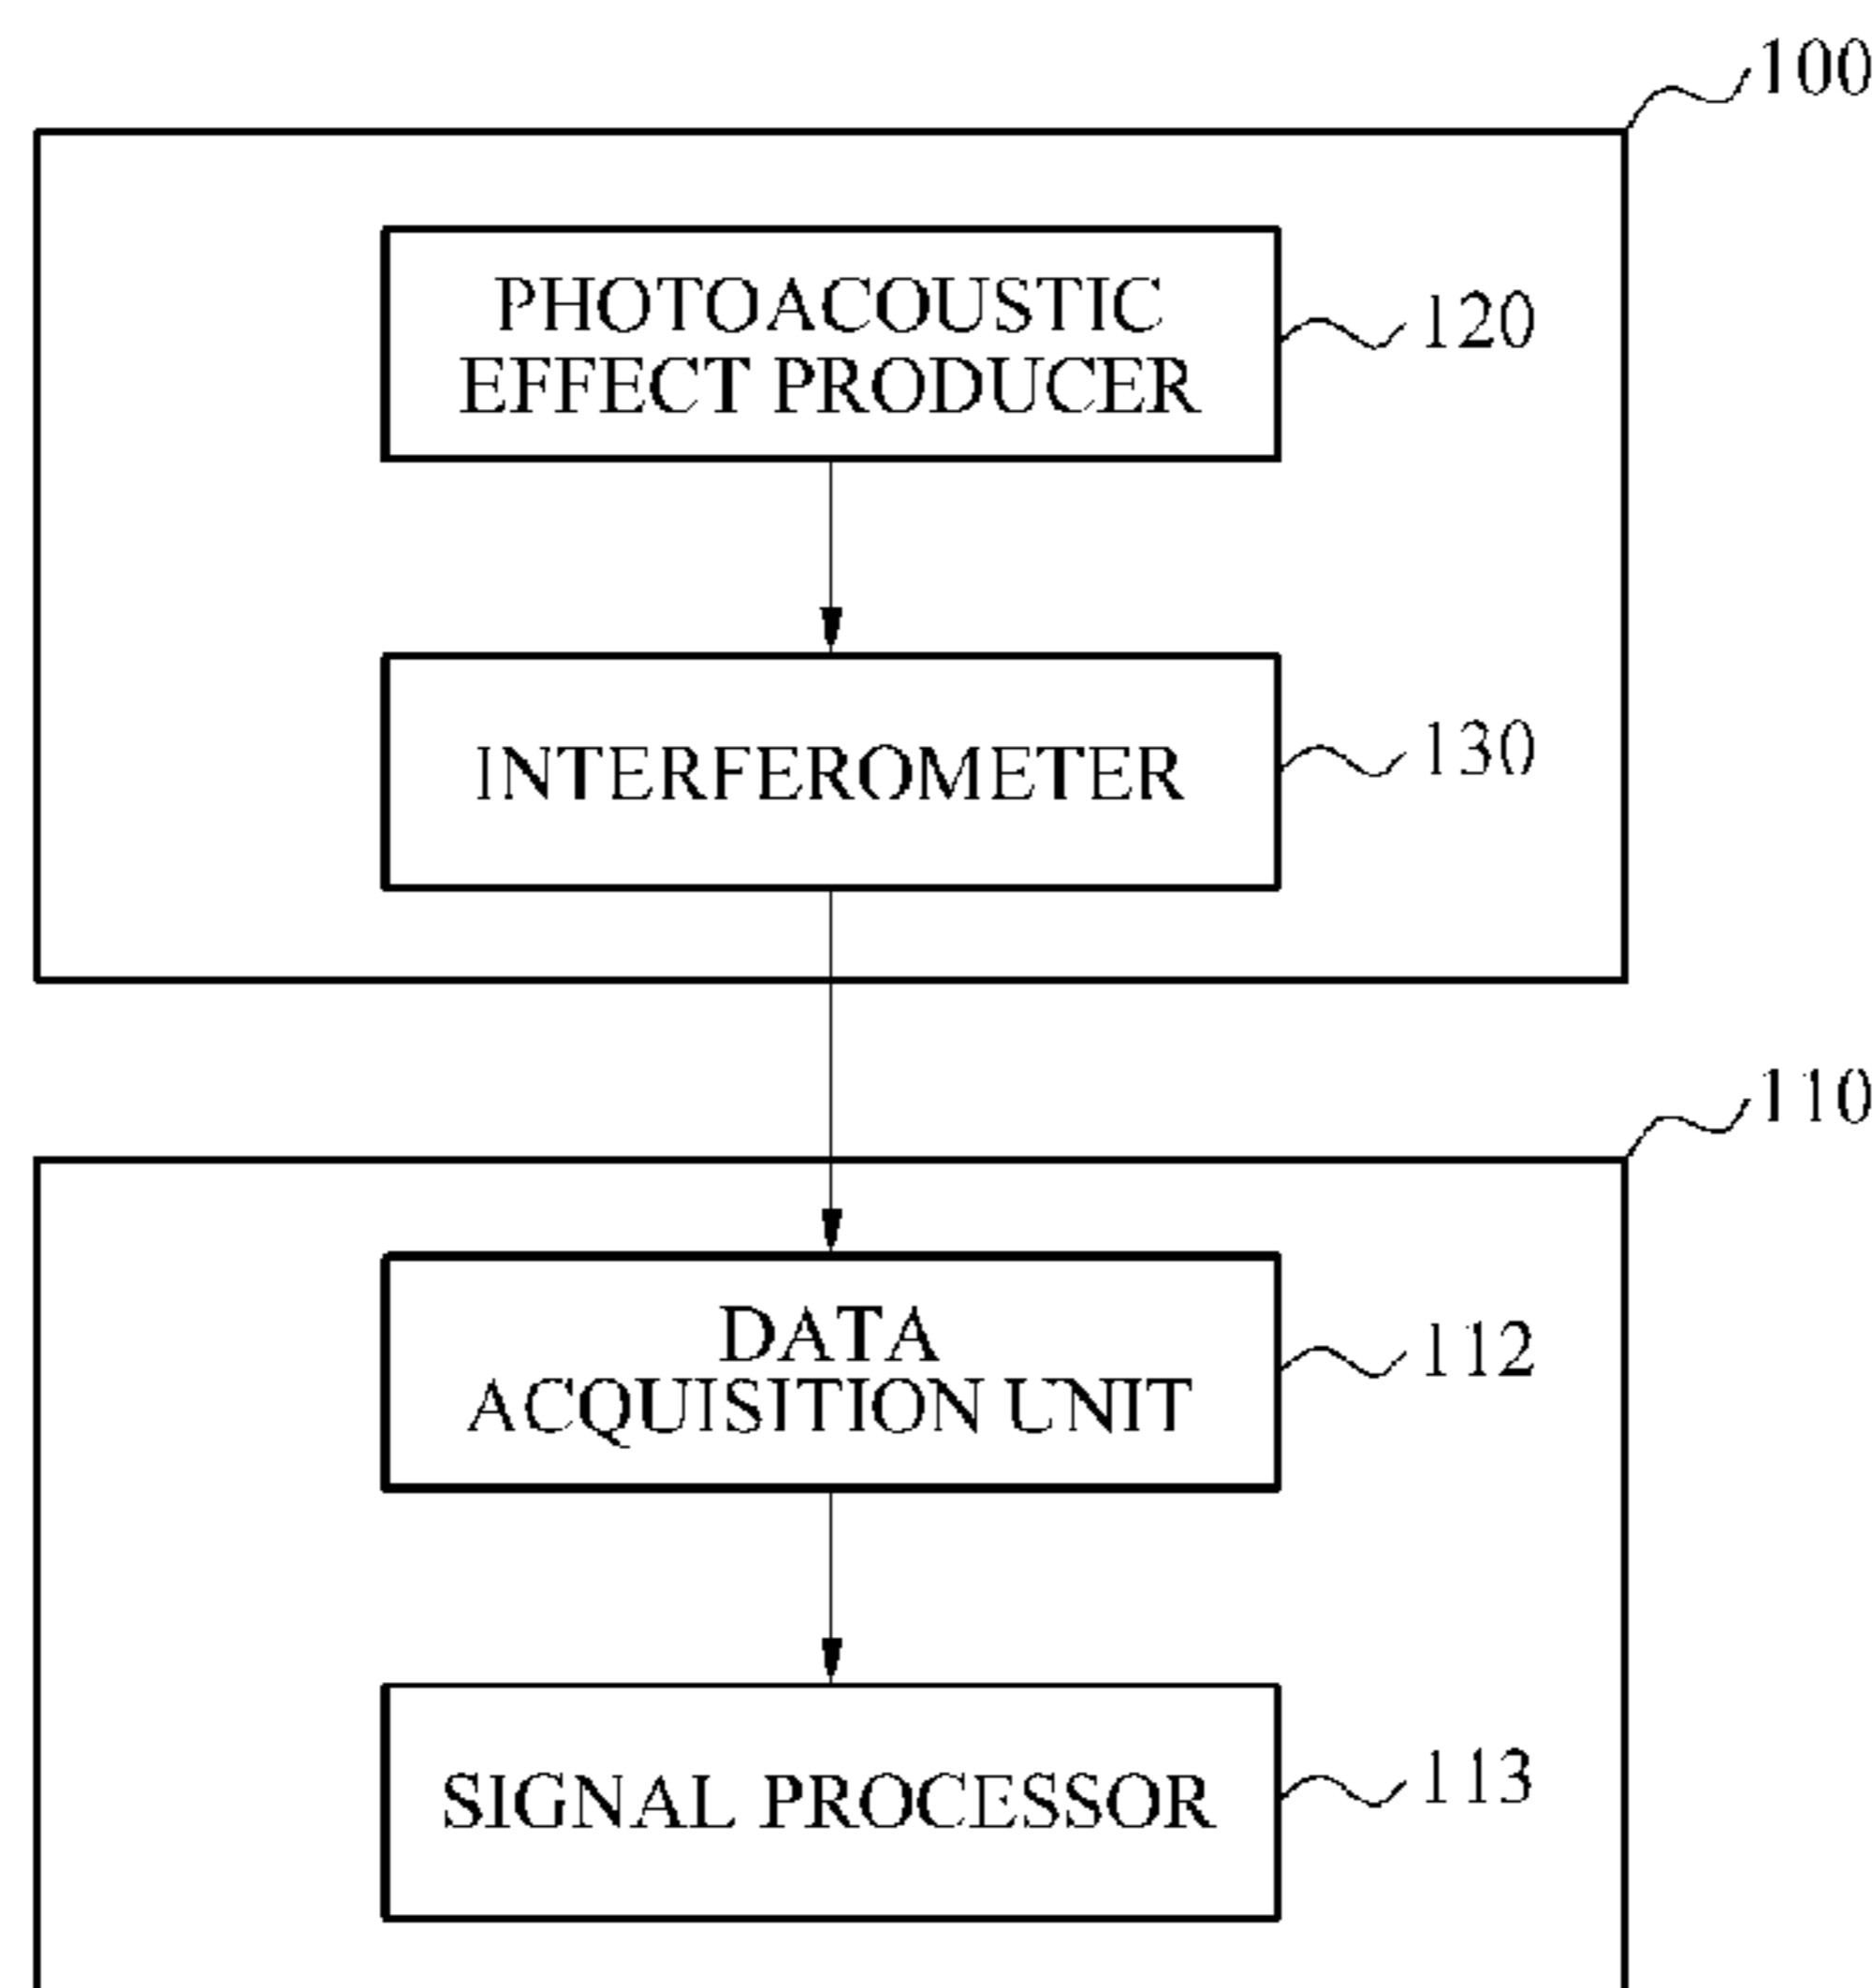 100
PHOTOACOUSTIC
EFFECT PRODUCER
120
INTERFEROMETER
130
110
DATA
ACQUISITION UNIT
112
SIGNAL PROCESSOR
113